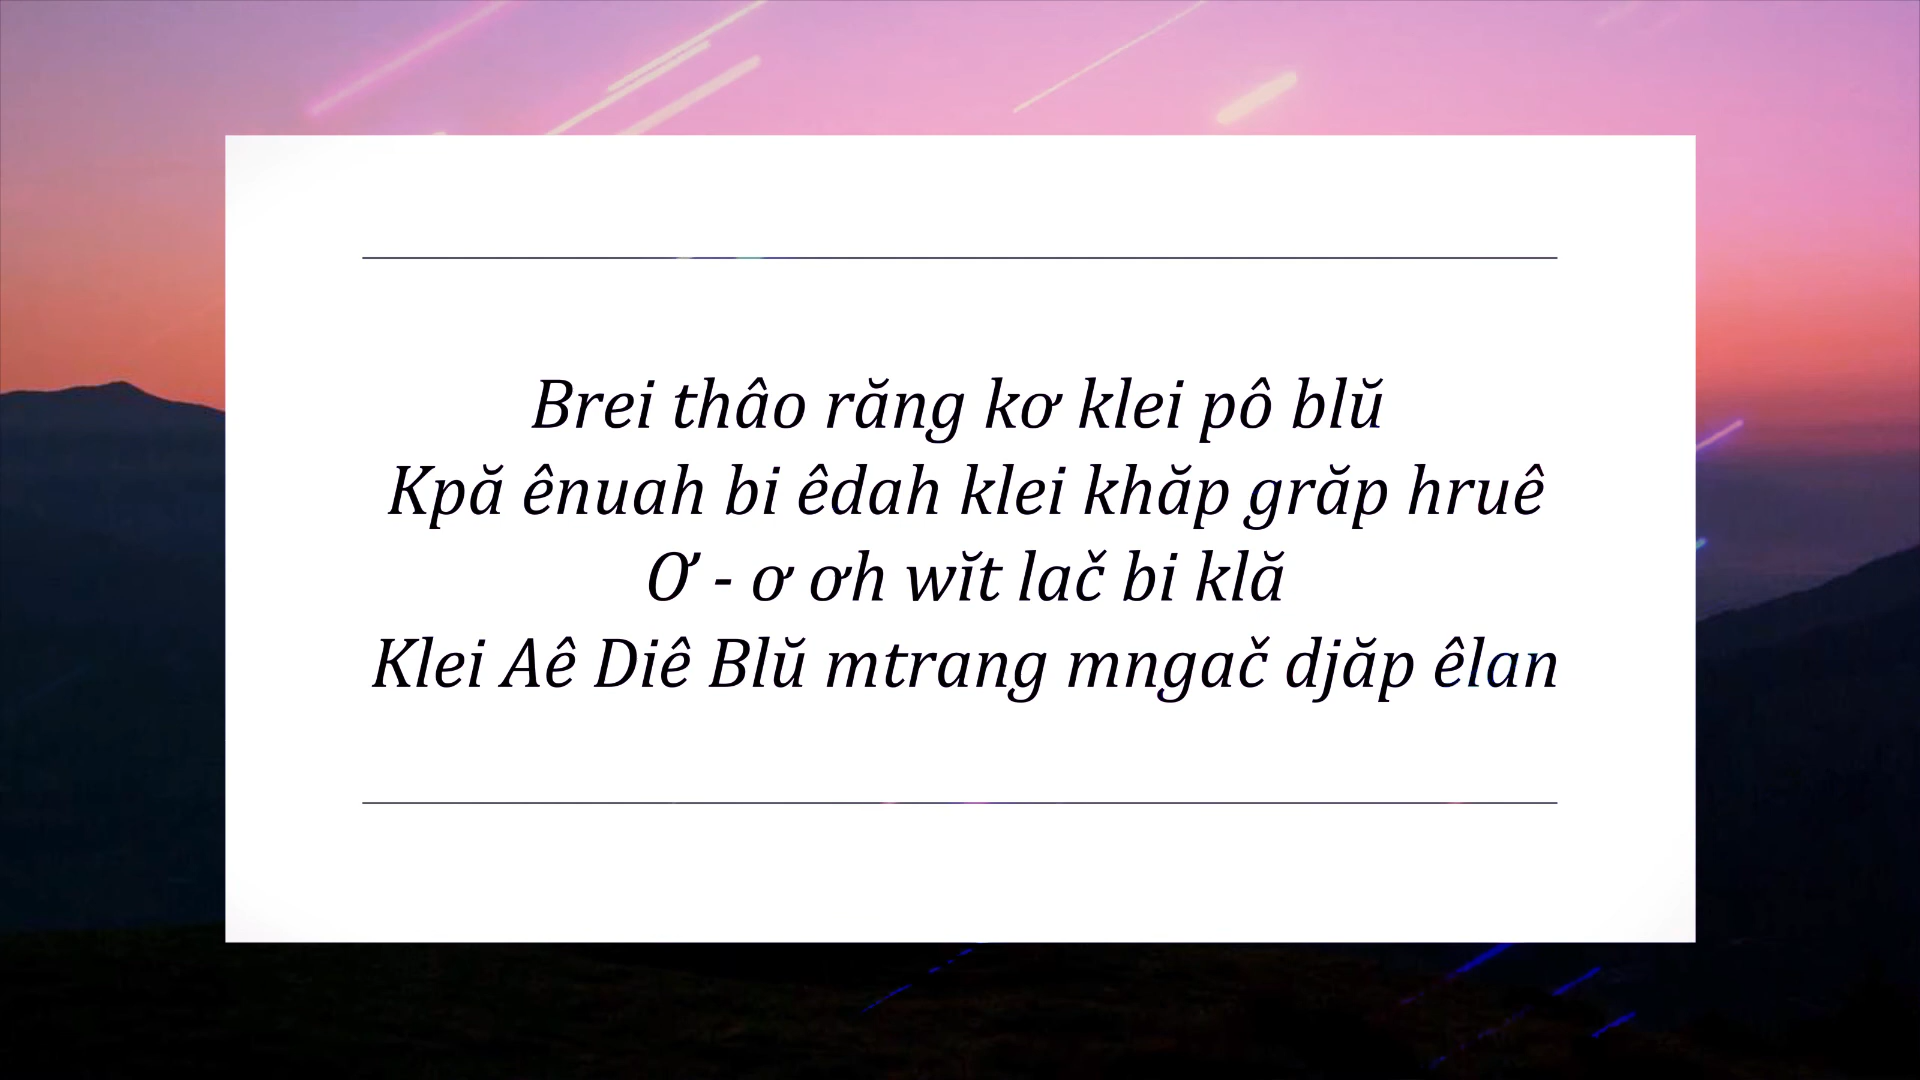 Brei thâo răng kơ klei pô blŭ
Kpă ênuah bi êdah klei khăp grăp hruê
Ơ - ơ ơh wĭt lač bi klă
Klei Aê Diê Blŭ mtrang mngač djăp êlan